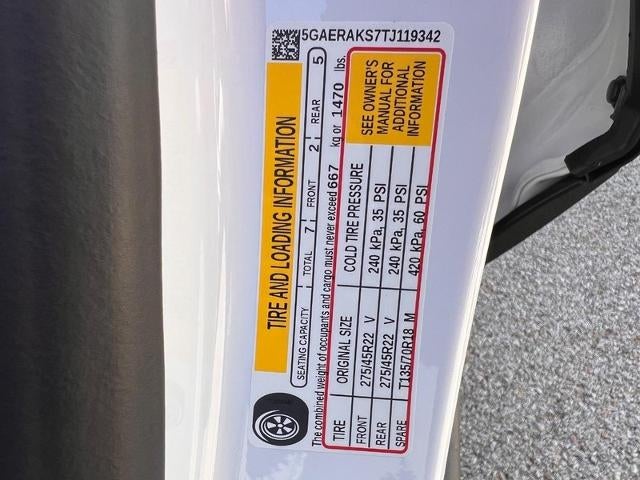 5GAERAKS7TJ119342
TIRE AND LOADING INFORMATION
SEATING CAPACITY TOTAL 7 FRONT 2 REAR 5
The combined weight of occupants and cargo must never exceed 667 kg or 1470 lbs.
TIRE ORIGINAL SIZE COLD TIRE PRESSURE
FRONT 275/45R22 V 240 kPa, 35 PSI
REAR 275/45R22 V 240 kPa, 35 PSI
SPARE T135/70R18 M 420 kPa, 60 PSI
SEE OWNER'S
MANUAL FOR
ADDITIONAL
INFORMATION